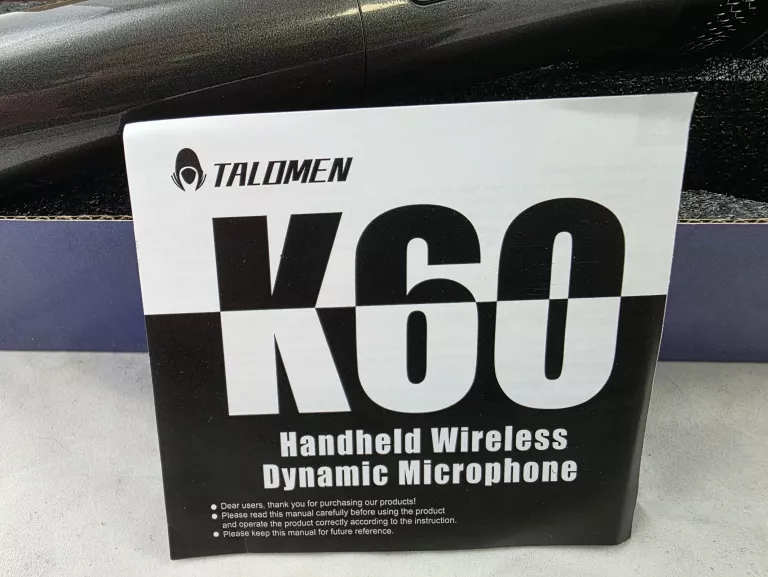 TALOMEN
K60
Handheld Wireless
Dynamic Microphone
● Dear users, thank you for purchasing our products!
● Please read this manual carefully before using the product
and operate the product correctly according to the instruction.
● Please keep this manual for future reference.